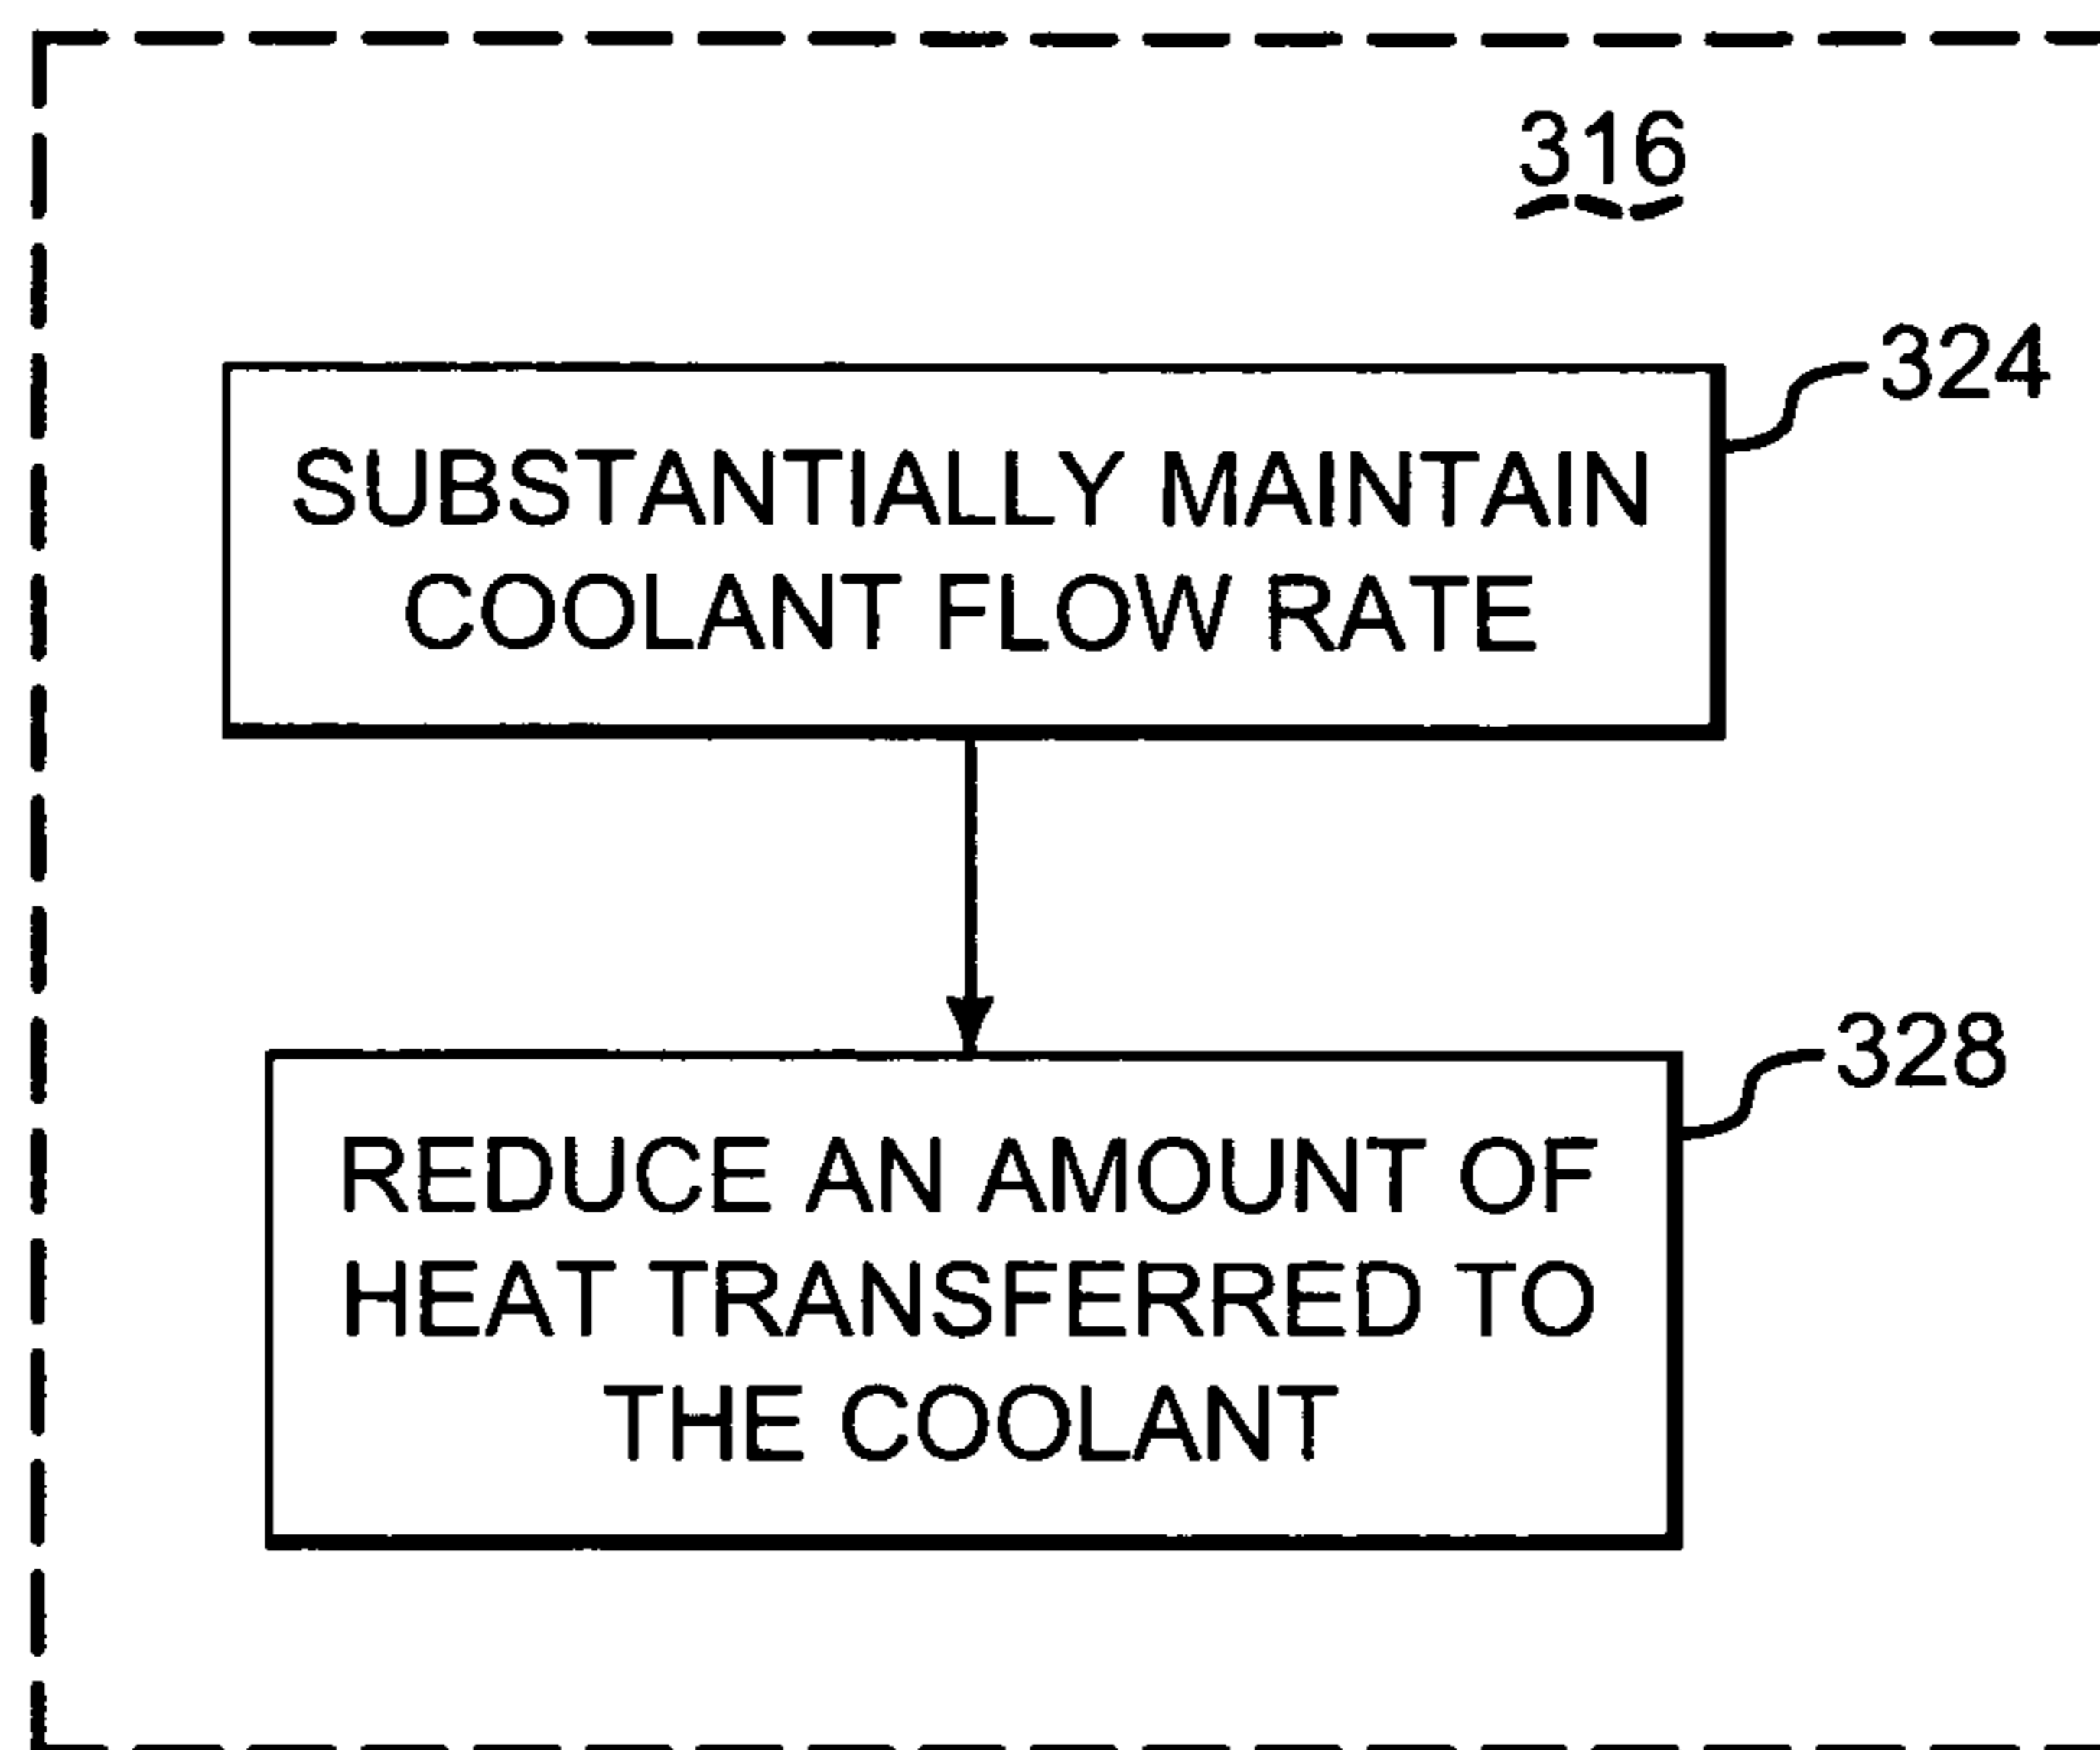 316
324
SUBSTANTIALLY MAINTAIN
COOLANT FLOW RATE
328
REDUCE AN AMOUNT OF
HEAT TRANSFERRED TO
THE COOLANT